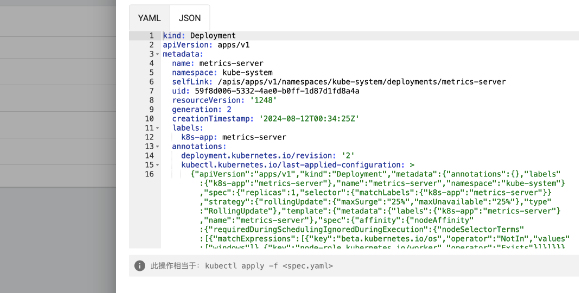 YAML JSON
1 kind: Deployment
2 apiVersion: apps/v1
3 metadata:
4 name: metrics-server
5 namespace: kube-system
6 selfLink: /apis/apps/v1/namespaces/kube-system/deployments/metrics-server
7 uid: 59f8d006-5332-4ae0-b0ff-1d87d1fd8a4a
8 resourceVersion: '1248'
9 generation: 2
10 creationTimestamp: '2024-08-12T00:34:25Z'
11 labels:
12 k8s-app: metrics-server
13 annotations:
14 deployment.kubernetes.io/revision: '2'
15 kubectl.kubernetes.io/last-applied-configuration: >
16 {"apiVersion":"apps/v1","kind":"Deployment","metadata":{"annotations":{},"labels"
:{"k8s-app":"metrics-server"},"name":"metrics-server","namespace":"kube-system"}
,"spec":{"replicas":1,"selector":{"matchLabels":{"k8s-app":"metrics-server"}}
,"strategy":{"rollingUpdate":{"maxSurge":"25%","maxUnavailable":"25%"},"type"
:"RollingUpdate"},"template":{"metadata":{"labels":{"k8s-app":"metrics-server"}
,"name":"metrics-server"},"spec":{"affinity":{"nodeAffinity"
:{"requiredDuringSchedulingIgnoredDuringExecution":{"nodeSelectorTerms"
:[{"matchExpressions":[{"key":"beta.kubernetes.io/os","operator":"NotIn","values"
:["windows"]},{"key":"node-role.kubernetes.io/worker","operator":"Exists"}]}]}}}
此操作相当于: kubectl apply -f <spec.yaml>